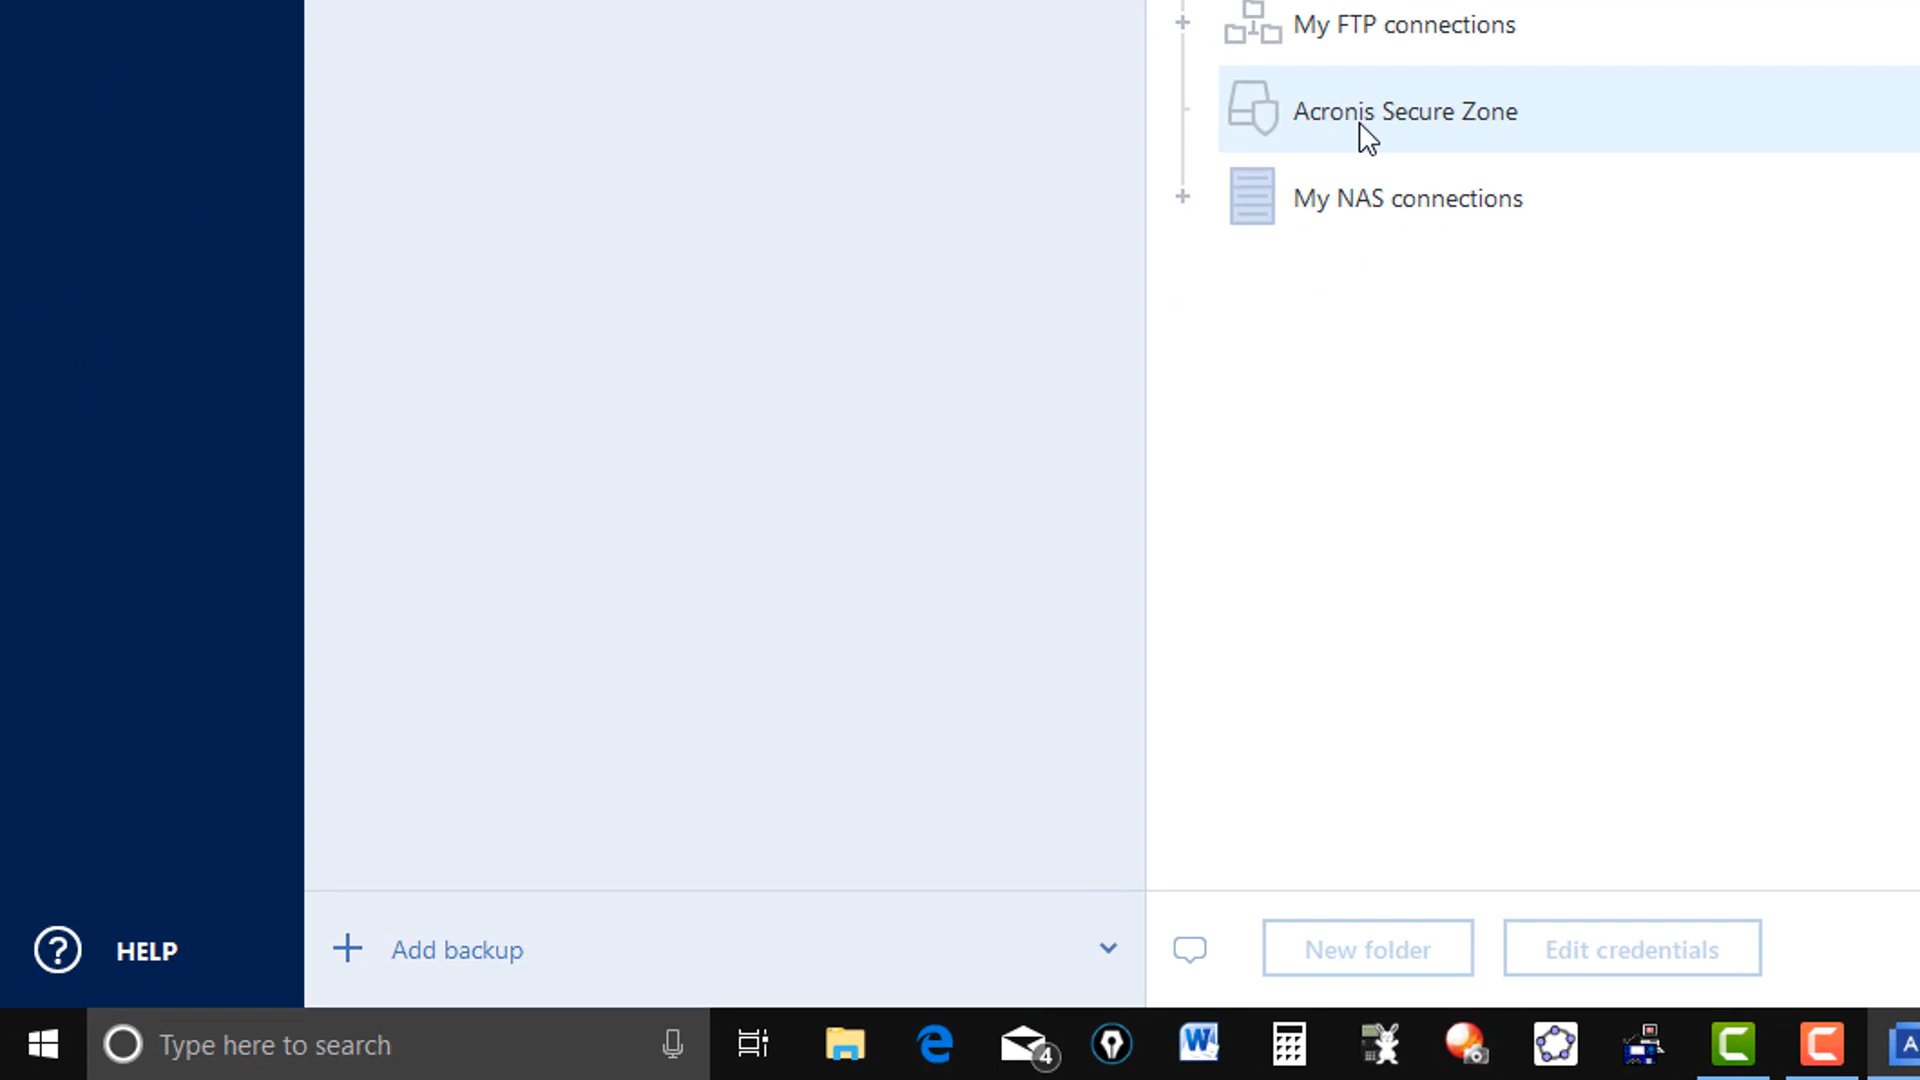 My FTP connections
Acronis Secure Zone
My NAS connections
? HELP
Add backup
New folder
Edit credentials
Type here to search
4
W
A